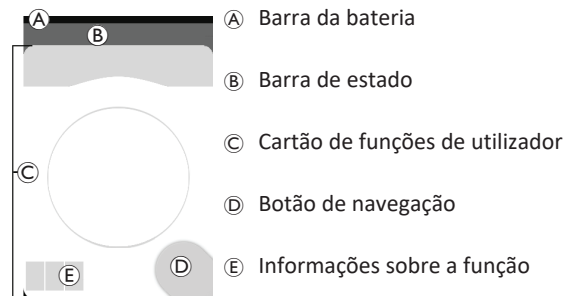 Ⓐ Ⓐ Barra da bateria
Ⓑ
Ⓑ Barra de estado
Ⓒ Cartão de funções de utilizador
Ⓒ
Ⓓ Botão de navegação
Ⓓ
Ⓔ Ⓔ Informações sobre a função